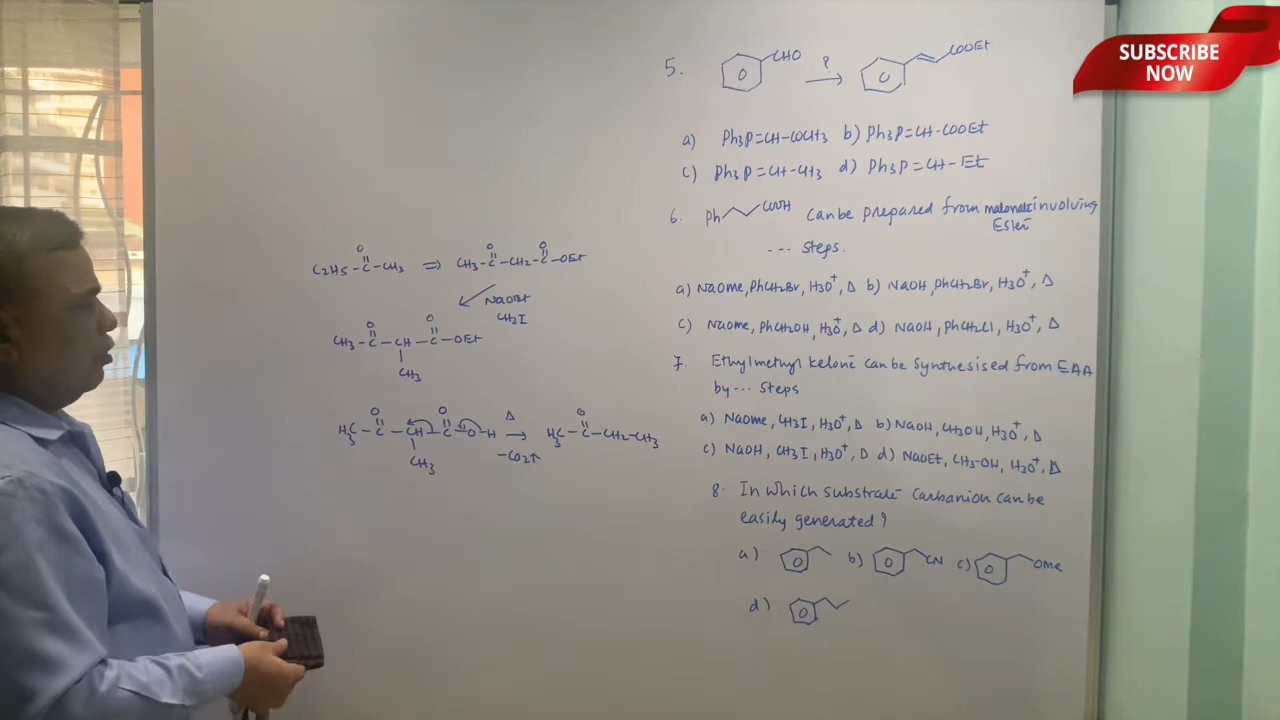 SUBSCRIBE
NOW
5. CHO ? COOEt
a) Ph3P=CH-COCH3 b) Ph3P=CH-COOEt
c) Ph3P=CH-CH3 d) Ph3P=CH-Et
6. Ph COOH can be prepared from malonate involving
Ester
--- steps.
a) NaOMe, PhCH2Br, H3O+, Δ b) NaOH, PhCH2Br, H3O+, Δ
c) NaOMe, PhCH2OH, H3O+, Δ d) NaOH, PhCH2Cl, H3O+, Δ
7. Ethylmethyl ketone can be synthesised from EAA
by --- steps
a) NaOMe, CH3I, H3O+, Δ b) NaOH, CH3OH, H3O+, Δ
c) NaOH, CH3I, H3O+, Δ d) NaOEt, CH3-OH, H3O+, Δ
8. In which substrate Carbanion can be
easily generated?
a) b) CN c) OMe
d)
O O O
C2H5-C-CH3 ⇒ CH3-C-CH2-C-OEt
NaOEt
CH3I
O O
CH3-C-CH-C-OEt
CH3
O O Δ O
H3C-C-CH-C-O-H → H3C-C-CH2-CH3
CH3 -CO2↑